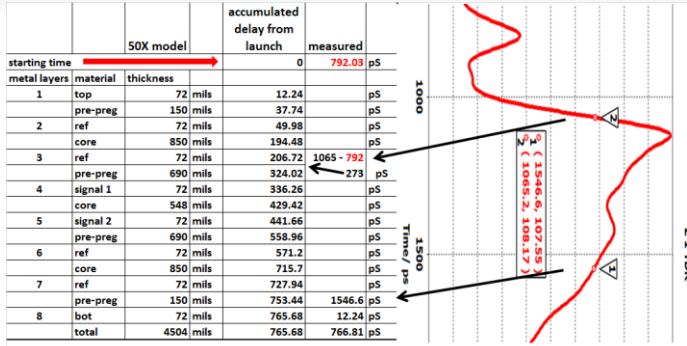 accumulated
delay from
50X model launch measured
starting time 0 792.03 pS
metal layers material thickness
1 top 72 mils 12.24 pS
pre-preg 150 mils 37.74 pS
2 ref 72 mils 49.98 pS
core 850 mils 194.48 pS
3 ref 72 mils 206.72 1065 - 792
pre-preg 690 mils 324.02 273 pS
4 signal 1 72 mils 336.26 pS
core 548 mils 429.42 pS
5 signal 2 72 mils 441.66 pS
pre-preg 690 mils 558.96 pS
6 ref 72 mils 571.2 pS
core 850 mils 715.7 pS
7 ref 72 mils 727.94 pS
pre-preg 150 mils 753.44 1546.6 pS
8 bot 72 mils 765.68 12.24 pS
total 4504 mils 765.68 766.81 pS
1000
1500
Time/ ps
2
1
1° ( 1546.6, 107.55 )
2° ( 1065.2, 108.17 )